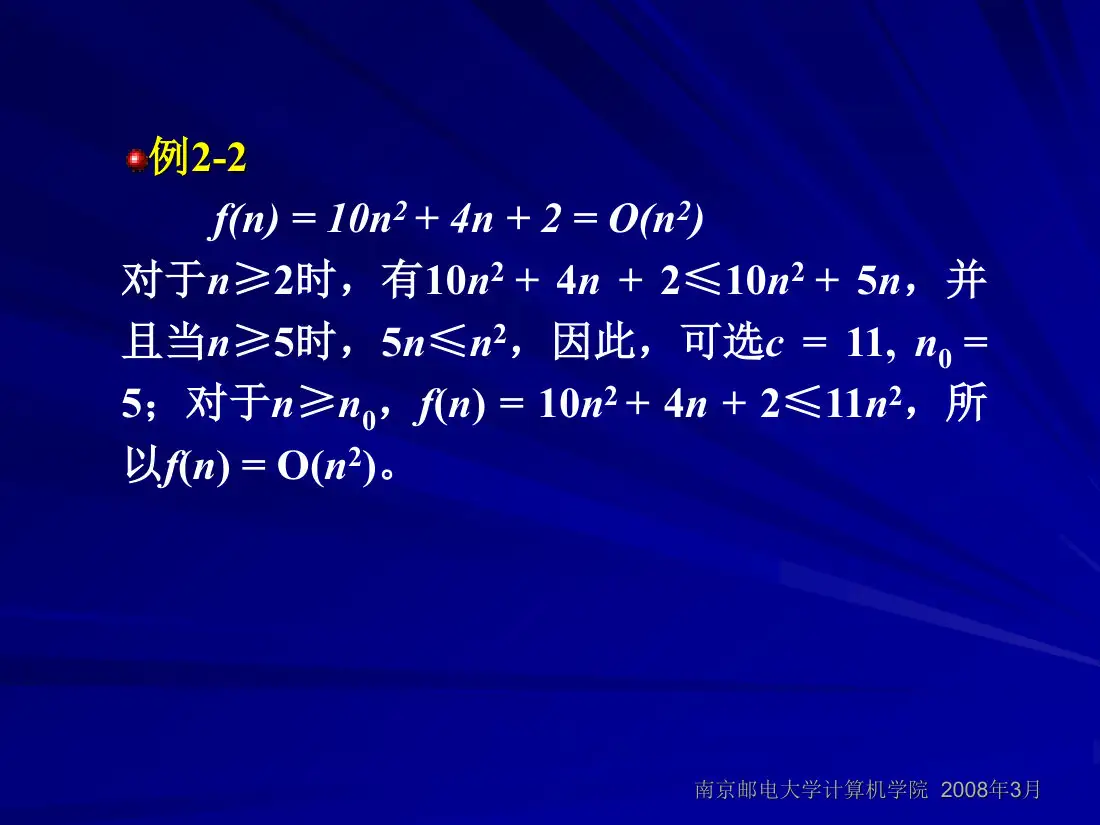 例2-2
f(n) = 10n² + 4n + 2 = O(n²)
对于n≥2时，有10n² + 4n + 2≤10n² + 5n，并
且当n≥5时，5n≤n²，因此，可选c = 11, n₀ =
5；对于n≥n₀，f(n) = 10n² + 4n + 2≤11n²，所
以f(n) = O(n²)。
南京邮电大学计算机学院 2008年3月